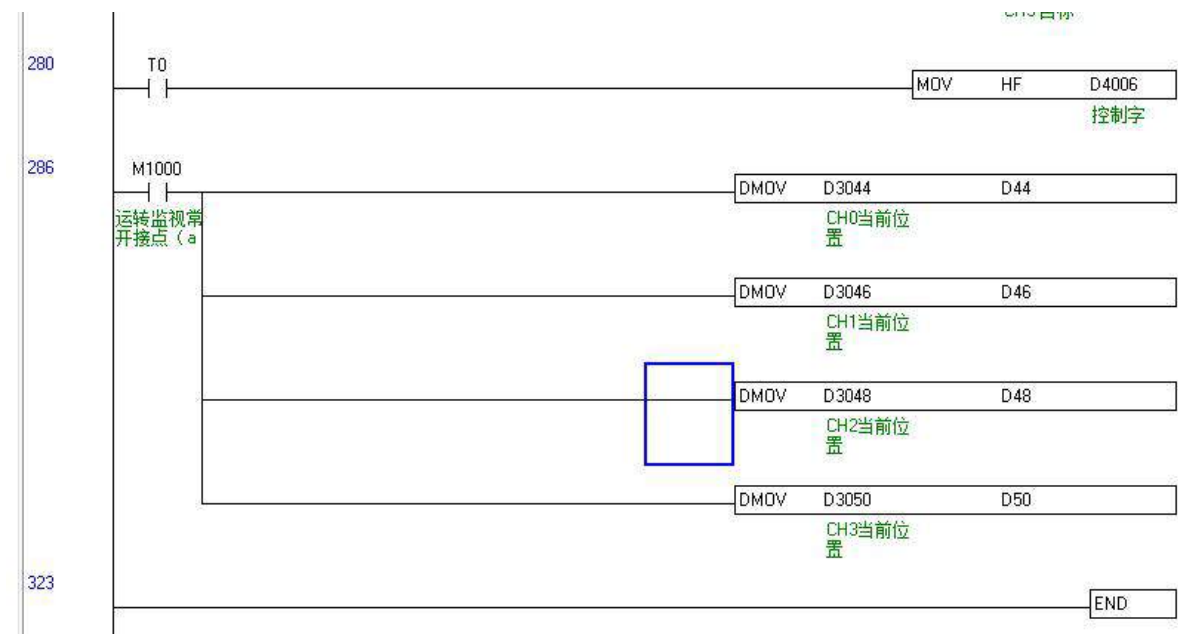 280
T0
MOV HF D4006
控制字
286
M1000
DMOV D3044 D44
运转监视常
开接点（a
CH0当前位
置
DMOV D3046 D46
CH1当前位
置
DMOV D3048 D48
CH2当前位
置
DMOV D3050 D50
CH3当前位
置
323
END